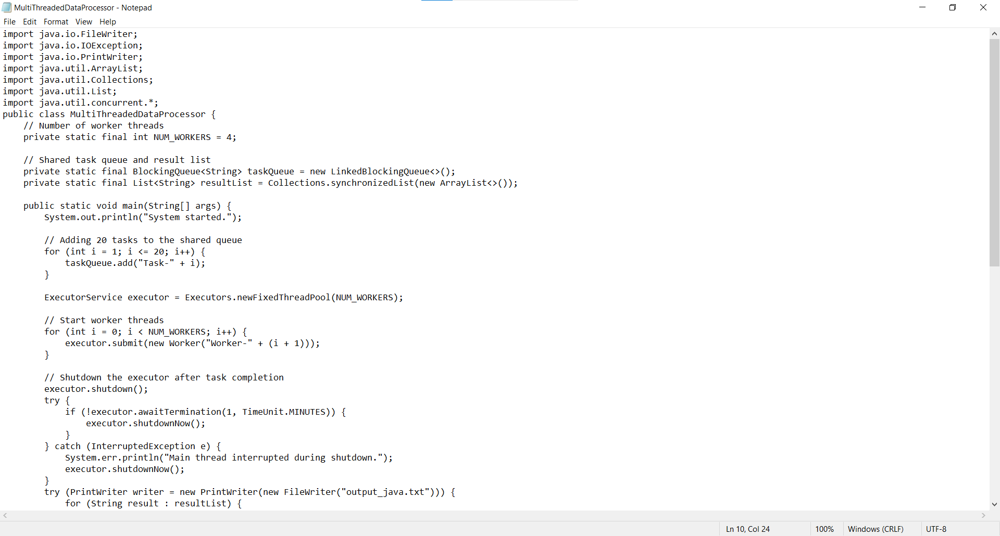 MultiThreadedDataProcessor - Notepad
File Edit Format View Help
import java.io.FileWriter;
import java.io.IOException;
import java.io.PrintWriter;
import java.util.ArrayList;
import java.util.Collections;
import java.util.List;
import java.util.concurrent.*;
public class MultiThreadedDataProcessor {
    // Number of worker threads
    private static final int NUM_WORKERS = 4;

    // Shared task queue and result list
    private static final BlockingQueue<String> taskQueue = new LinkedBlockingQueue<>();
    private static final List<String> resultList = Collections.synchronizedList(new ArrayList<>());

    public static void main(String[] args) {
        System.out.println("System started.");

        // Adding 20 tasks to the shared queue
        for (int i = 1; i <= 20; i++) {
            taskQueue.add("Task-" + i);
        }

        ExecutorService executor = Executors.newFixedThreadPool(NUM_WORKERS);

        // Start worker threads
        for (int i = 0; i < NUM_WORKERS; i++) {
            executor.submit(new Worker("Worker-" + (i + 1)));
        }

        // Shutdown the executor after task completion
        executor.shutdown();
        try {
            if (!executor.awaitTermination(1, TimeUnit.MINUTES)) {
                executor.shutdownNow();
            }
        } catch (InterruptedException e) {
            System.err.println("Main thread interrupted during shutdown.");
            executor.shutdownNow();
        }
        try (PrintWriter writer = new PrintWriter(new FileWriter("output_java.txt"))) {
            for (String result : resultList) {
Ln 10, Col 24 100% Windows (CRLF) UTF-8